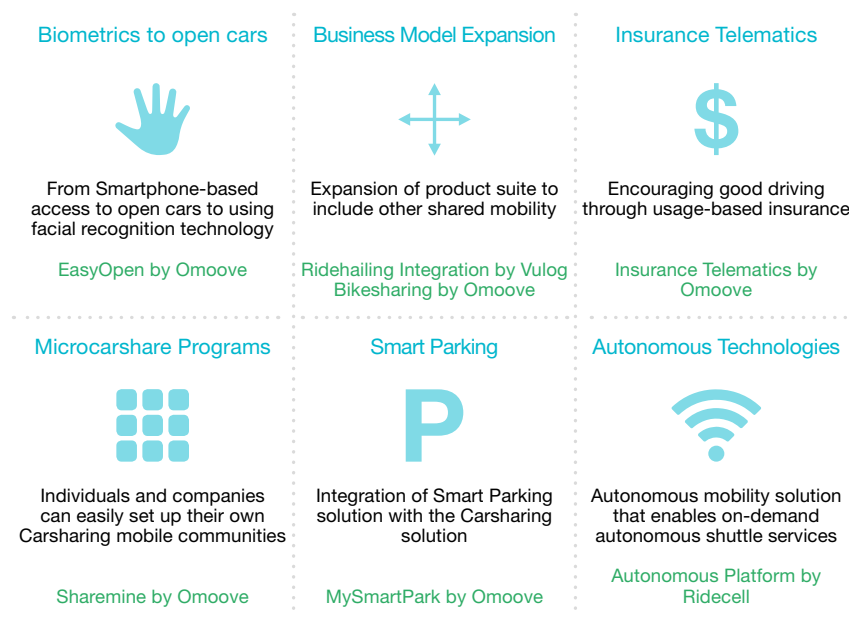 Biometrics to open cars
From Smartphone-based
access to open cars to using
facial recognition technology
EasyOpen by Omoove
Business Model Expansion
Expansion of product suite to
include other shared mobility
Ridehailing Integration by Vulog
Bikesharing by Omoove
Insurance Telematics
$
Encouraging good driving
through usage-based insurance
Insurance Telematics by
Omoove
Microcarshare Programs
Individuals and companies
can easily set up their own
Carsharing mobile communities
Sharemine by Omoove
Smart Parking
P
Integration of Smart Parking
solution with the Carsharing
solution
MySmartPark by Omoove
Autonomous Technologies
Autonomous mobility solution
that enables on-demand
autonomous shuttle services
Autonomous Platform by
Ridecell